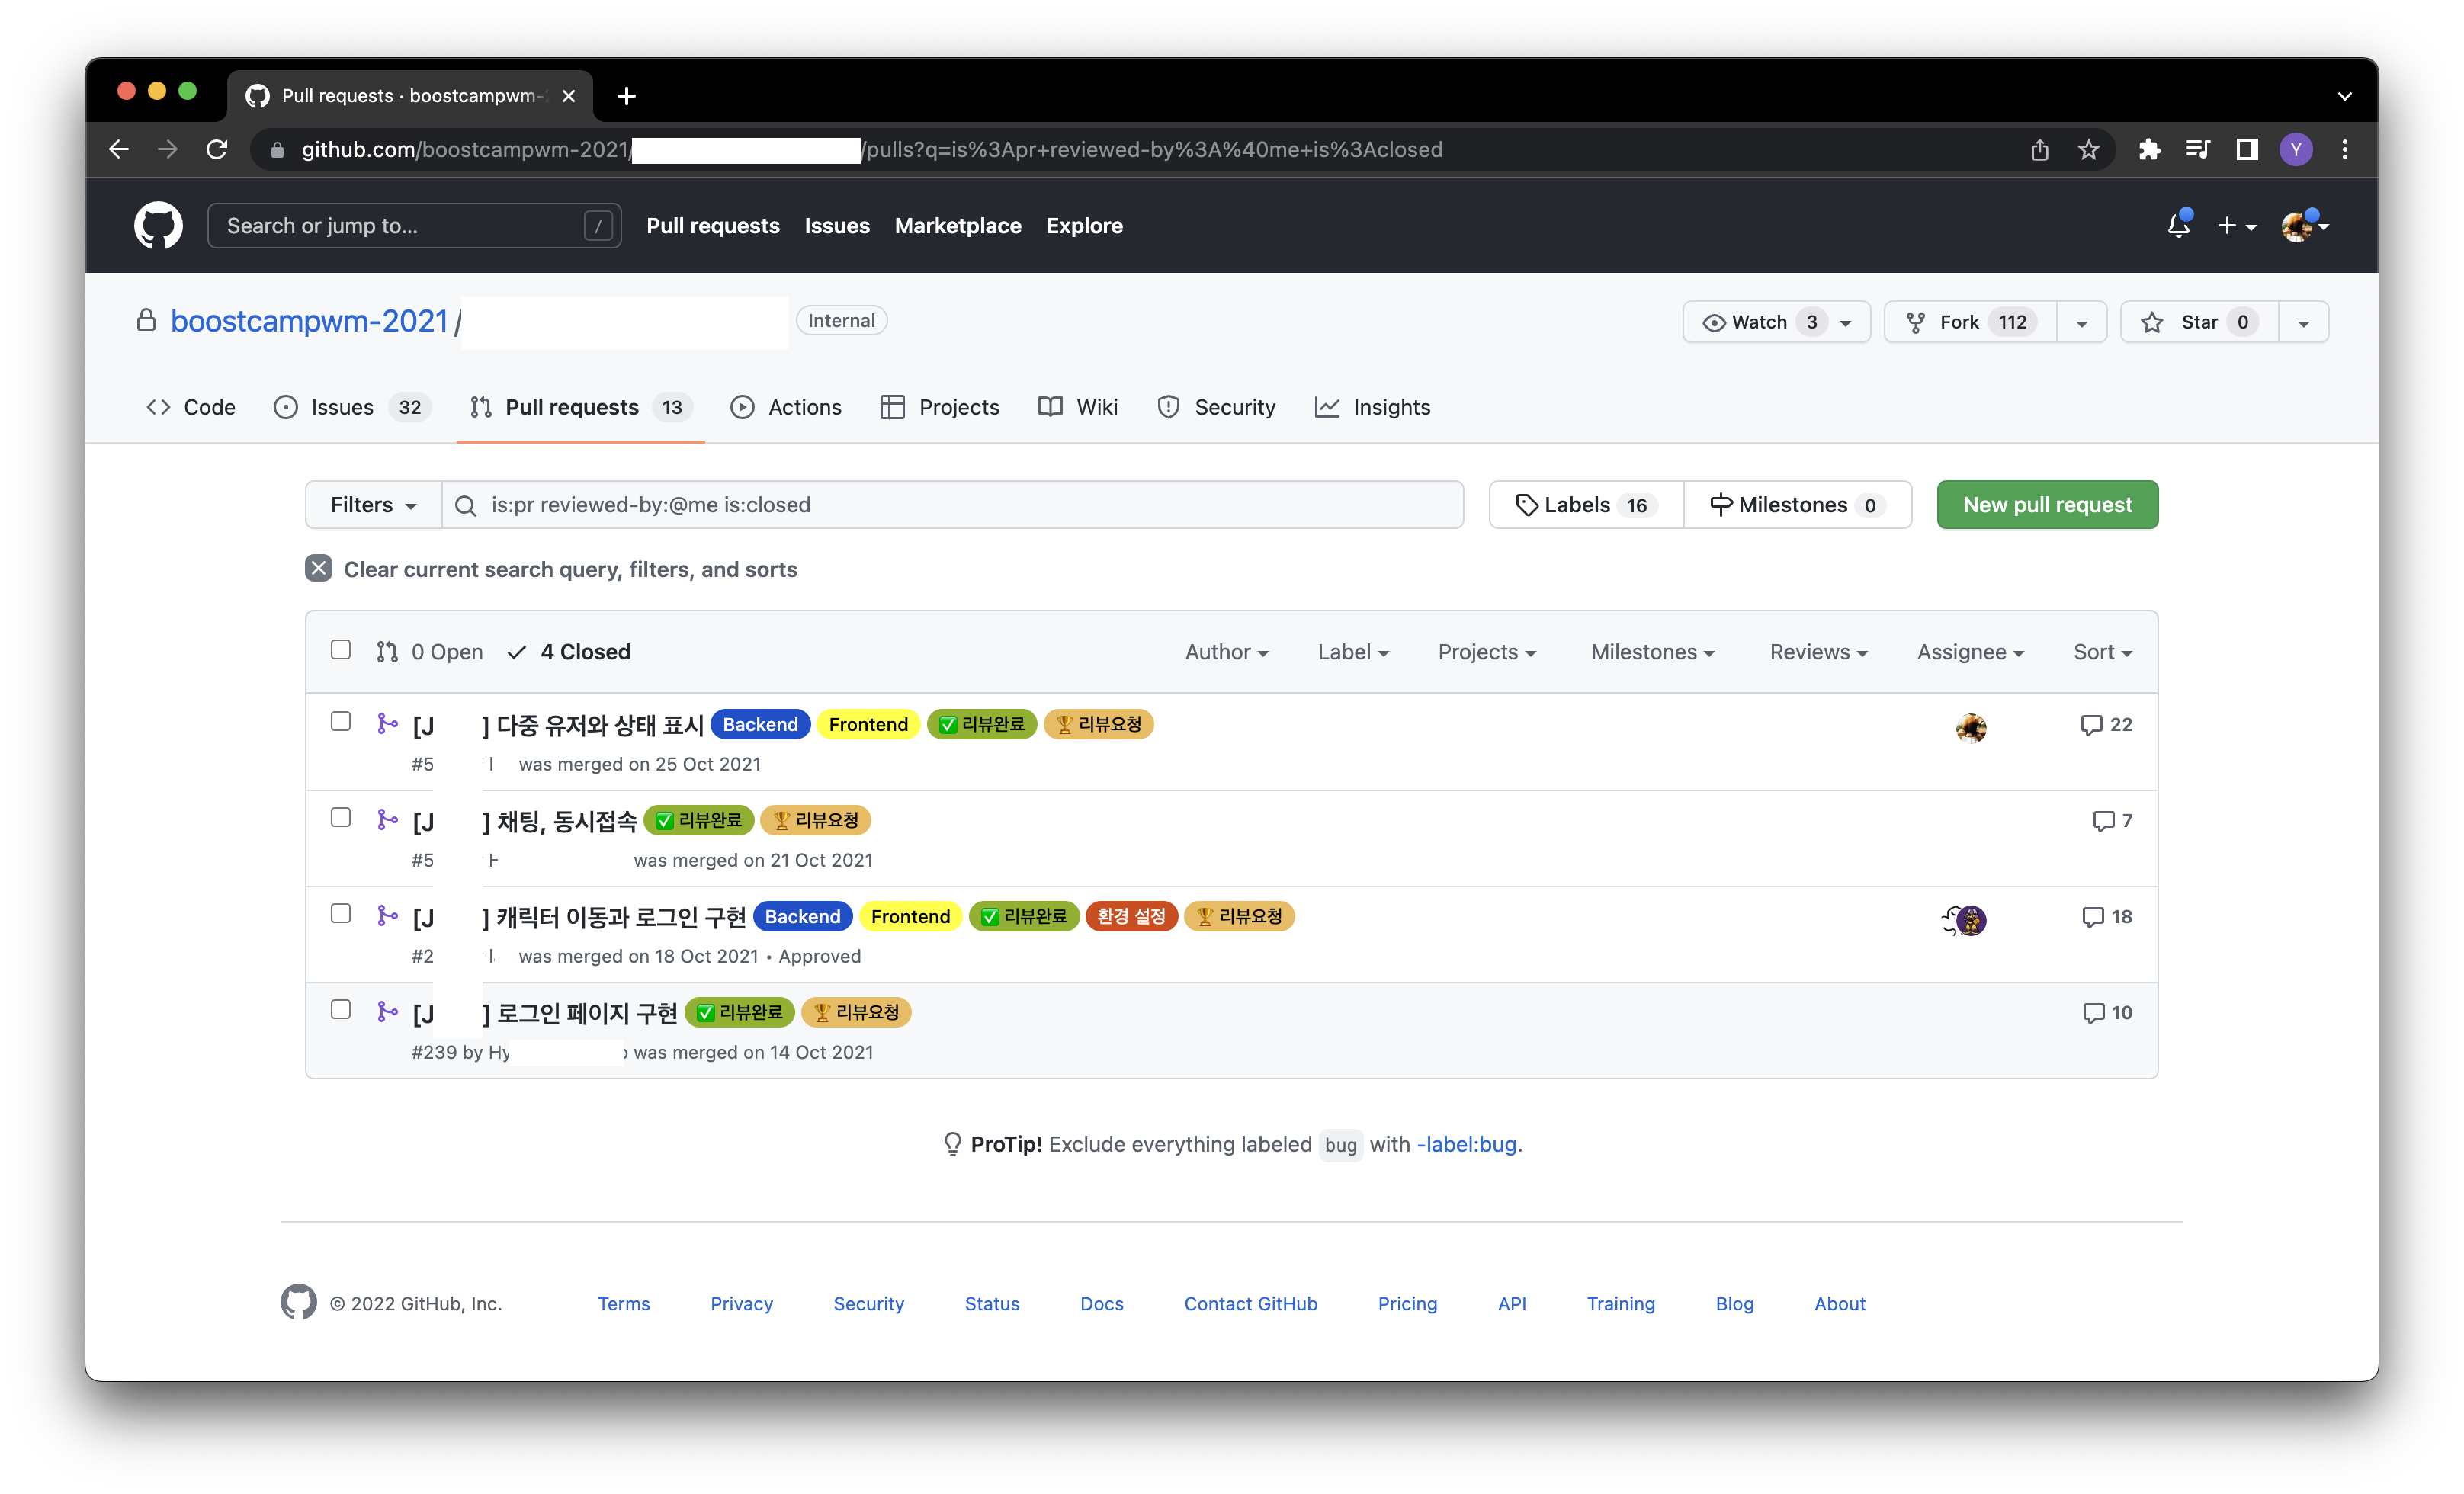 Pull requests · boostcampwm-2
github.com/boostcampwm-2021/ /pulls?q=is%3Apr+reviewed-by%3A%40me+is%3Aclosed
Y
Search or jump to... / Pull requests Issues Marketplace Explore
boostcampwm-2021 / Internal Watch 3 Fork 112 Star 0
Code Issues 32 Pull requests 13 Actions Projects Wiki Security Insights
Filters is:pr reviewed-by:@me is:closed Labels 16 Milestones 0 New pull request
Clear current search query, filters, and sorts
0 Open 4 Closed Author Label Projects Milestones Reviews Assignee Sort
[J ] 다중 유저와 상태 표시 Backend Frontend ✅ 리뷰완료 🏆 리뷰요청 22
#5 was merged on 25 Oct 2021
[J ] 채팅, 동시접속 ✅ 리뷰완료 🏆 리뷰요청 7
#5 H was merged on 21 Oct 2021
[J ] 캐릭터 이동과 로그인 구현 Backend Frontend ✅ 리뷰완료 환경 설정 🏆 리뷰요청 18
#2 was merged on 18 Oct 2021 • Approved
[J ] 로그인 페이지 구현 ✅ 리뷰완료 🏆 리뷰요청 10
#239 by Hy was merged on 14 Oct 2021
ProTip! Exclude everything labeled bug with -label:bug.
© 2022 GitHub, Inc. Terms Privacy Security Status Docs Contact GitHub Pricing API Training Blog About